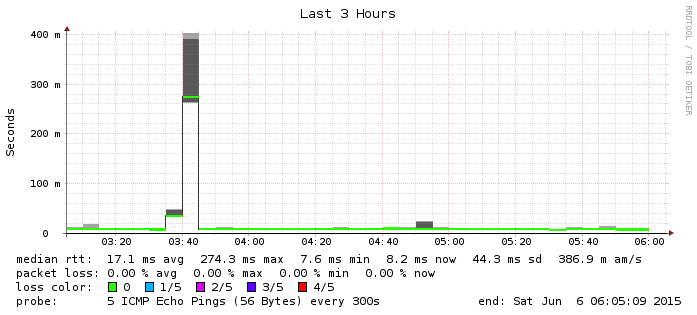 Last 3 Hours
RRDTOOL / TOBI OETIKER
Seconds
400 m
300 m
200 m
100 m
0
03:20 03:40 04:00 04:20 04:40 05:00 05:20 05:40 06:00
median rtt: 17.1 ms avg 274.3 ms max 7.6 ms min 8.2 ms now 44.3 ms sd 386.9 m am/s
packet loss: 0.00 % avg 0.00 % max 0.00 % min 0.00 % now
loss color: 0 1/5 2/5 3/5 4/5
probe: 5 ICMP Echo Pings (56 Bytes) every 300s end: Sat Jun 6 06:05:09 2015